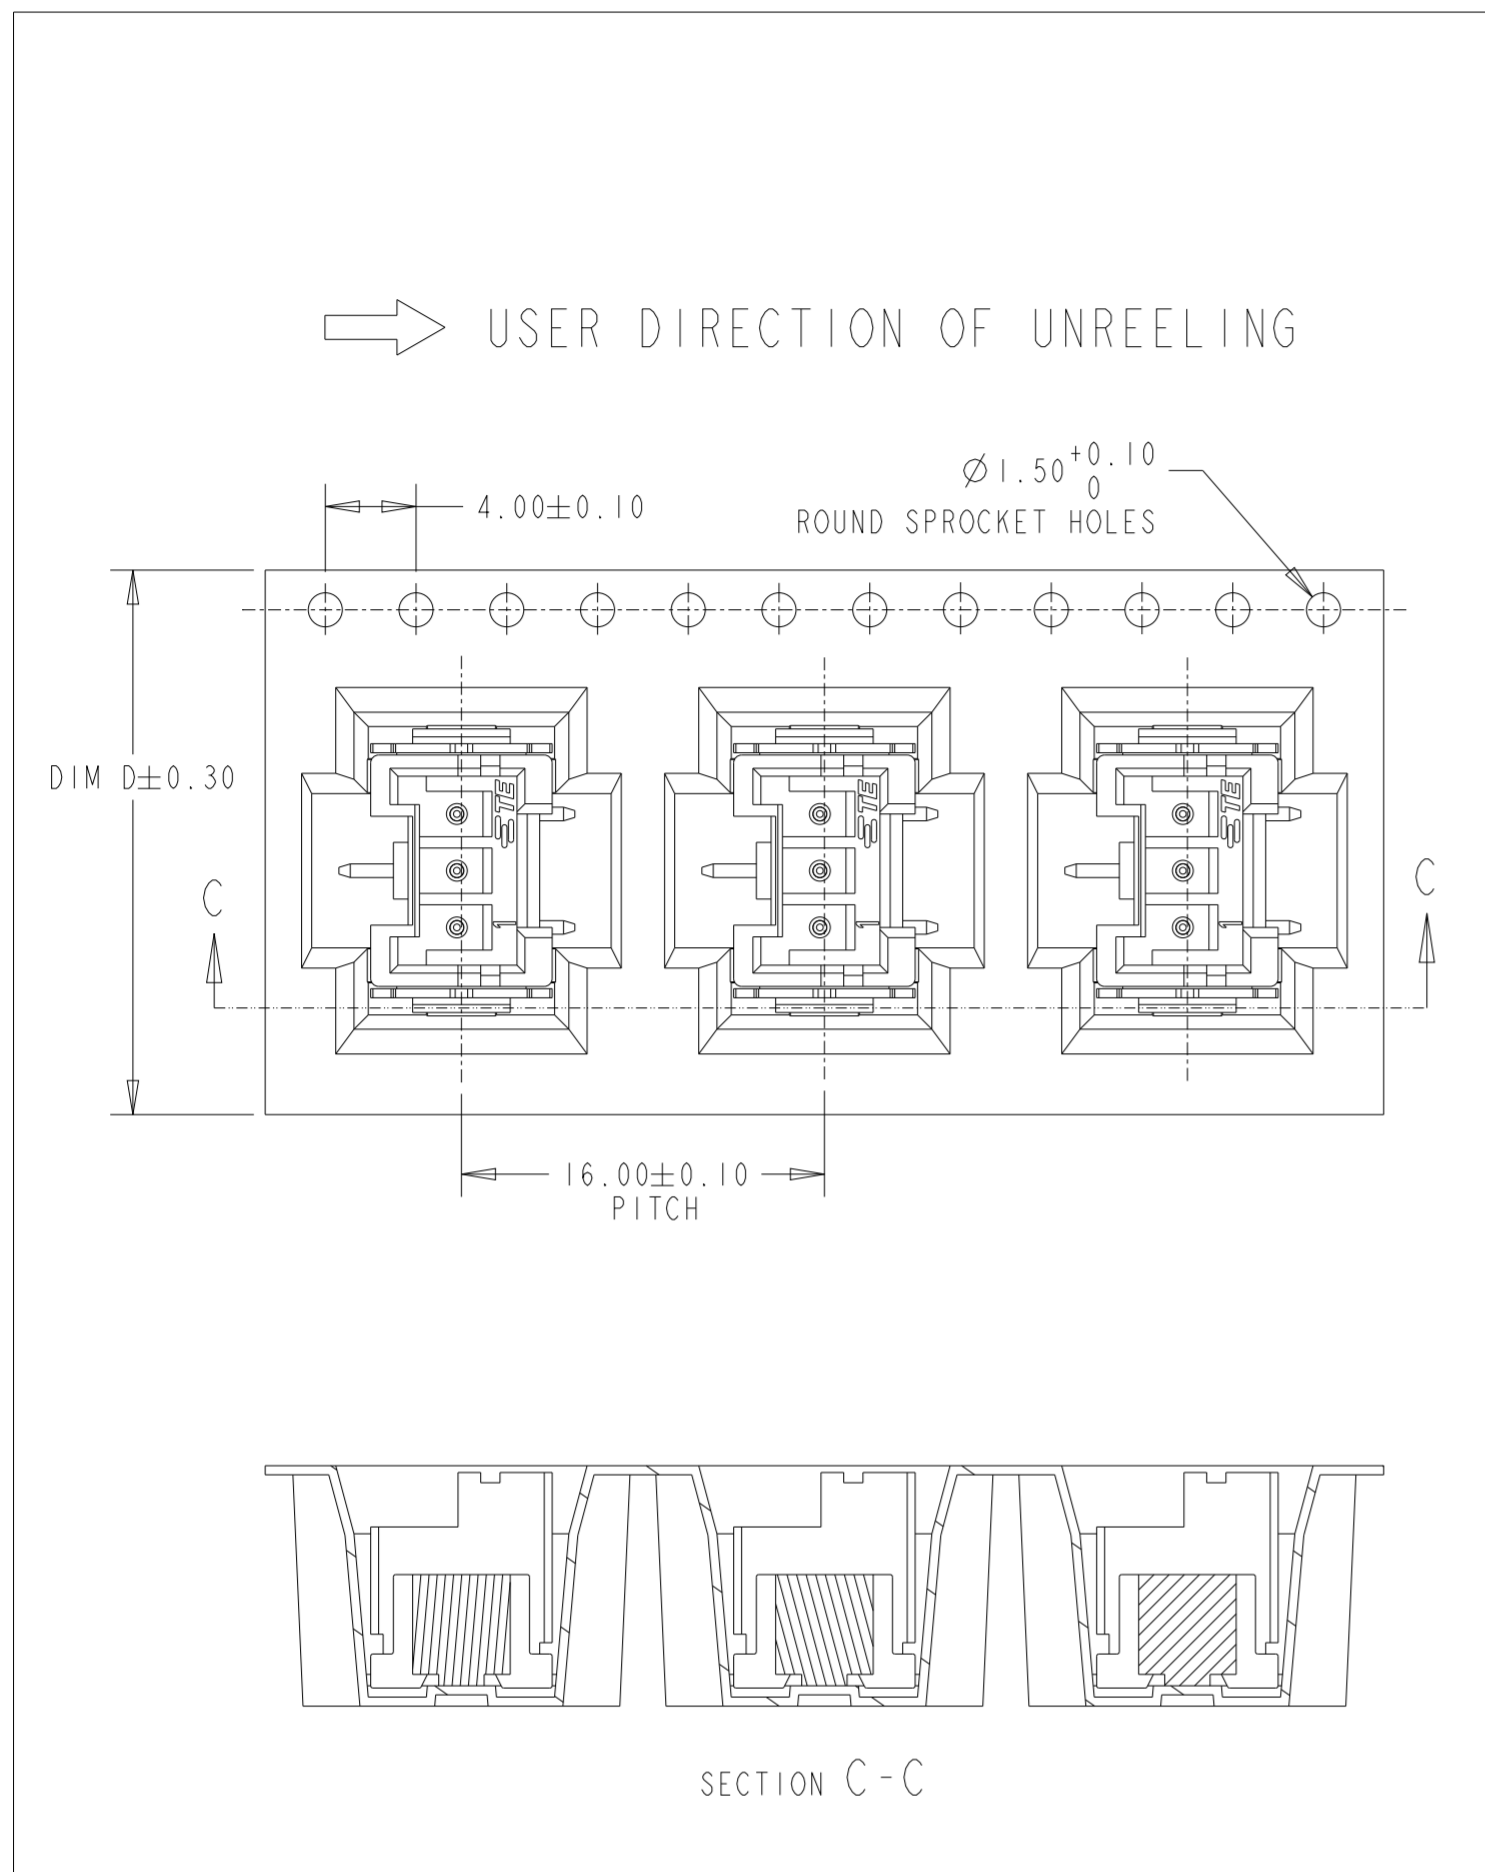 USER DIRECTION OF UNREELING
Ø1.50 +0.10
0
4.00±0.10
ROUND SPROCKET HOLES
DIM D±0.30
TE
TE
TE
C
C
16.00±0.10
PITCH
SECTION C-C